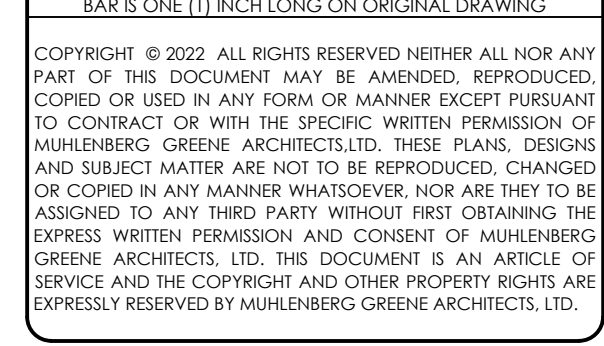 BAR IS ONE (1) INCH LONG ON ORIGINAL DRAWING
COPYRIGHT © 2022 ALL RIGHTS RESERVED NEITHER ALL NOR ANY
PART OF THIS DOCUMENT MAY BE AMENDED, REPRODUCED,
COPIED OR USED IN ANY FORM OR MANNER EXCEPT PURSUANT
TO CONTRACT OR WITH THE SPECIFIC WRITTEN PERMISSION OF
MUHLENBERG GREENE ARCHITECTS,LTD. THESE PLANS, DESIGNS
AND SUBJECT MATTER ARE NOT TO BE REPRODUCED, CHANGED
OR COPIED IN ANY MANNER WHATSOEVER, NOR ARE THEY TO BE
ASSIGNED TO ANY THIRD PARTY WITHOUT FIRST OBTAINING THE
EXPRESS WRITTEN PERMISSION AND CONSENT OF MUHLENBERG
GREENE ARCHITECTS, LTD. THIS DOCUMENT IS AN ARTICLE OF
SERVICE AND THE COPYRIGHT AND OTHER PROPERTY RIGHTS ARE
EXPRESSLY RESERVED BY MUHLENBERG GREENE ARCHITECTS, LTD.